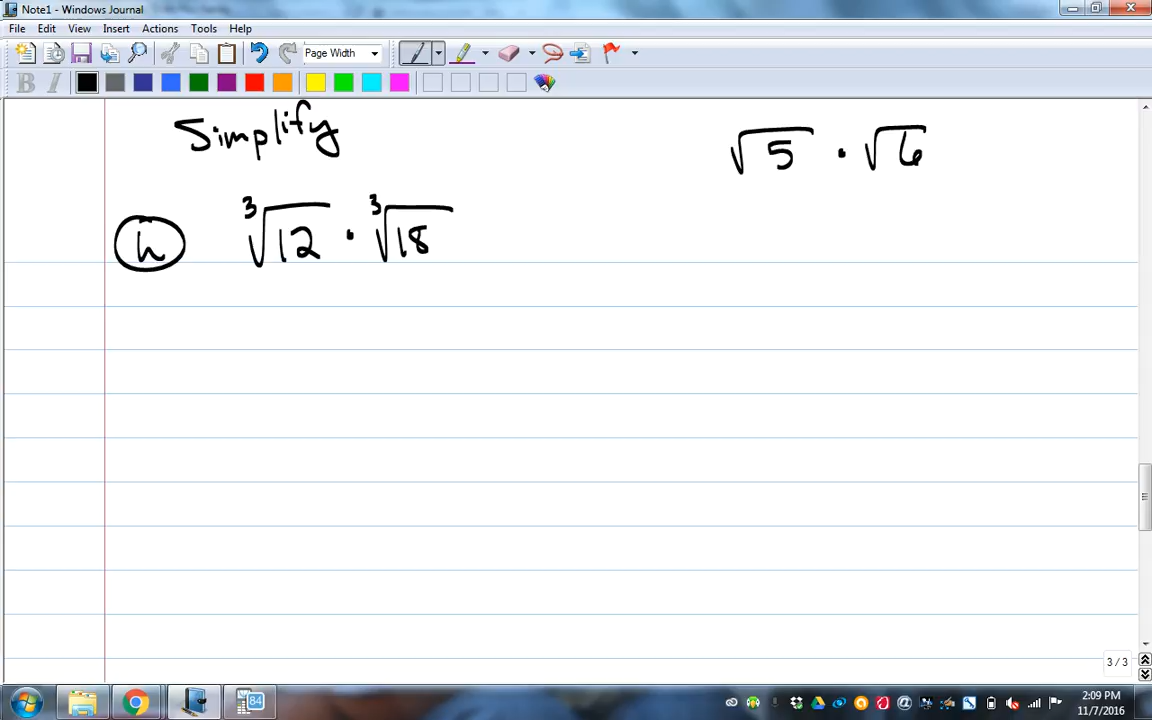 Note1 - Windows Journal
File Edit View Insert Actions Tools Help
Page Width
B I
Simplify
√5 · √6
h ∛12 · ∛18
3 / 3
84
2:09 PM
11/7/2016